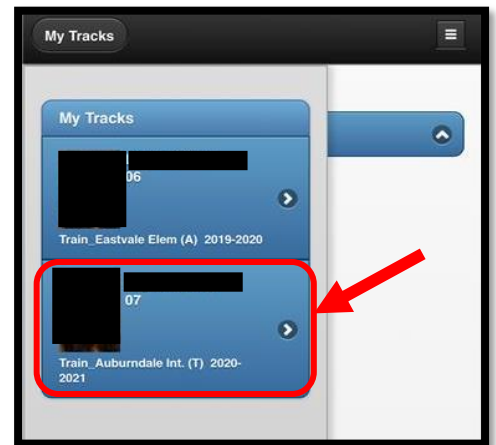 My Tracks
My Tracks
06
Train_Eastvale Elem (A) 2019-2020
07
Train_Auburndale Int. (T) 2020-
2021